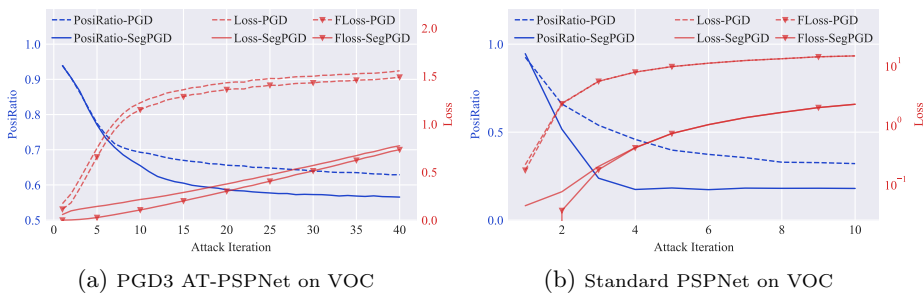 PosiRatio-PGD Loss-PGD FLoss-PGD
PosiRatio-SegPGD Loss-SegPGD Floss-SegPGD
1.0
0.9
0.8
0.7
0.6
0.5
PosiRatio
2.0
1.5
1.0
0.5
0.0
Loss
0 5 10 15 20 25 30 35 40
Attack Iteration
(a) PGD3 AT-PSPNet on VOC
PosiRatio-PGD Loss-PGD FLoss-PGD
PosiRatio-SegPGD Loss-SegPGD Floss-SegPGD
1.0
0.5
0.0
PosiRatio
10¹
10⁰
10⁻¹
Loss
2 4 6 8 10
Attack Iteration
(b) Standard PSPNet on VOC